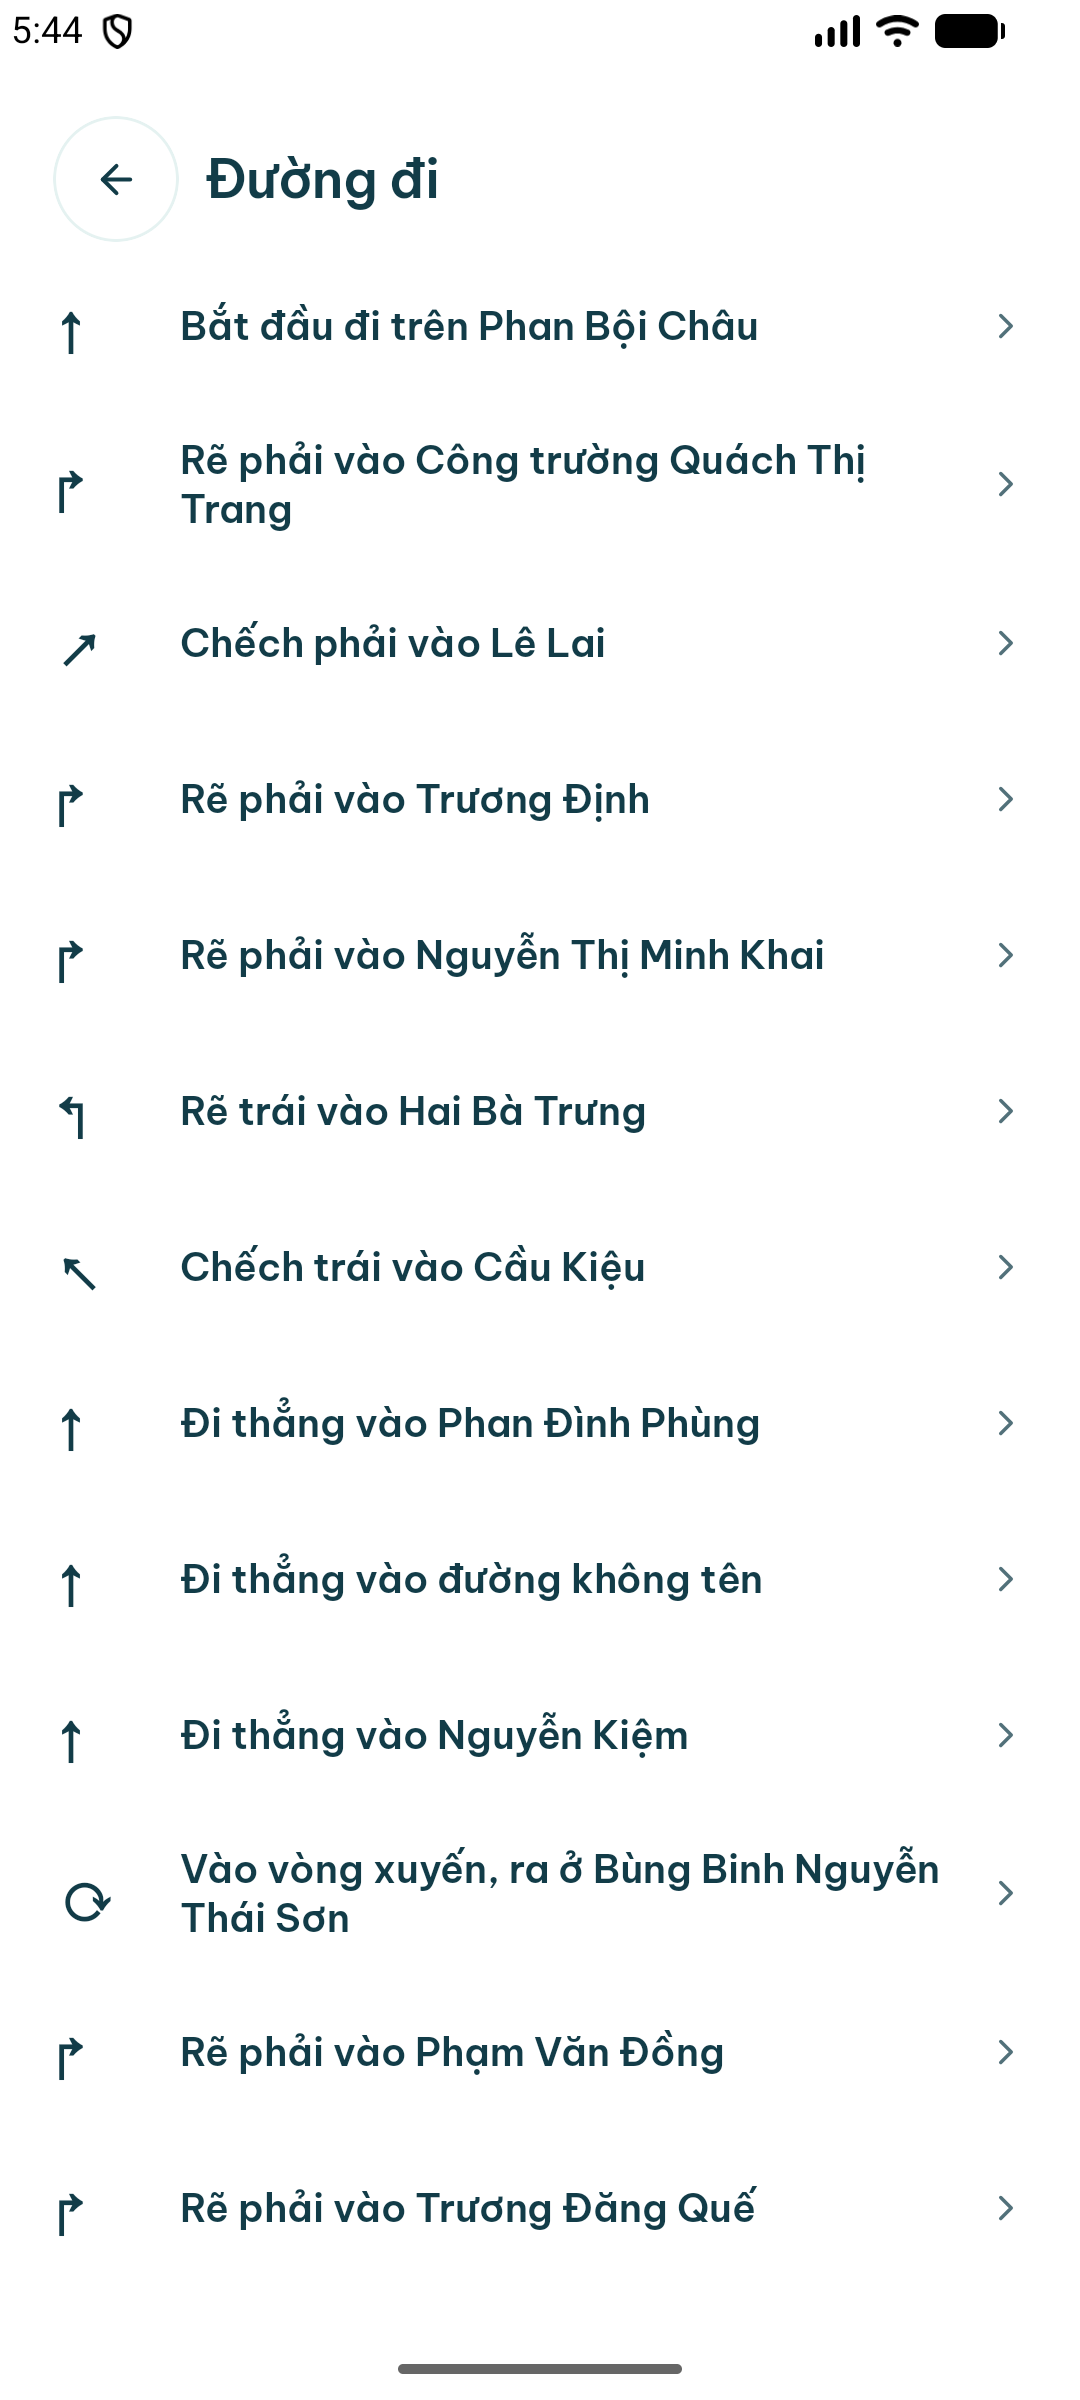 5:44
Đường đi
Bắt đầu đi trên Phan Bội Châu
Rẽ phải vào Công trường Quách Thị
Trang
Chếch phải vào Lê Lai
Rẽ phải vào Trương Định
Rẽ phải vào Nguyễn Thị Minh Khai
Rẽ trái vào Hai Bà Trưng
Chếch trái vào Cầu Kiệu
Đi thẳng vào Phan Đình Phùng
Đi thẳng vào đường không tên
Đi thẳng vào Nguyễn Kiệm
Vào vòng xuyến, ra ở Bùng Binh Nguyễn
Thái Sơn
Rẽ phải vào Phạm Văn Đồng
Rẽ phải vào Trương Đăng Quế